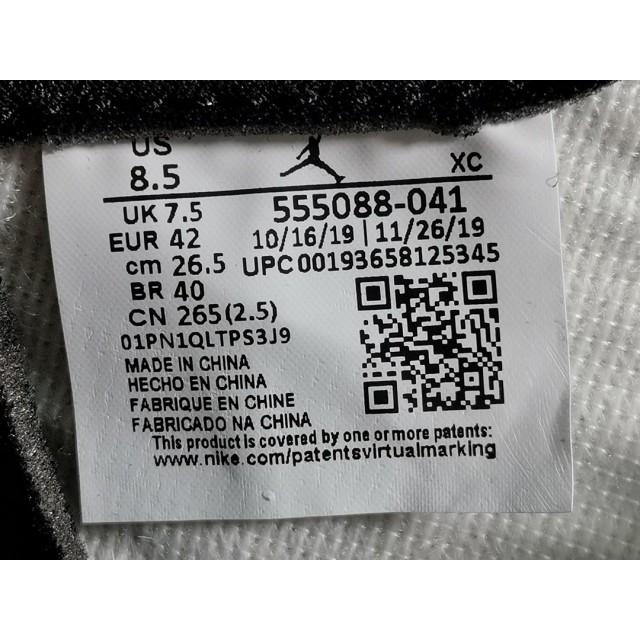 US
8.5
XC
UK 7.5
555088-041
EUR 42
10/16/19 | 11/26/19
cm 26.5
UPC00193658125345
BR 40
CN 265(2.5)
01PN1QLTPS3J9
MADE IN CHINA
HECHO EN CHINA
FABRIQUE EN CHINE
FABRICADO NA CHINA
This product is covered by one or more patents:
www.nike.com/patentsvirtualmarking